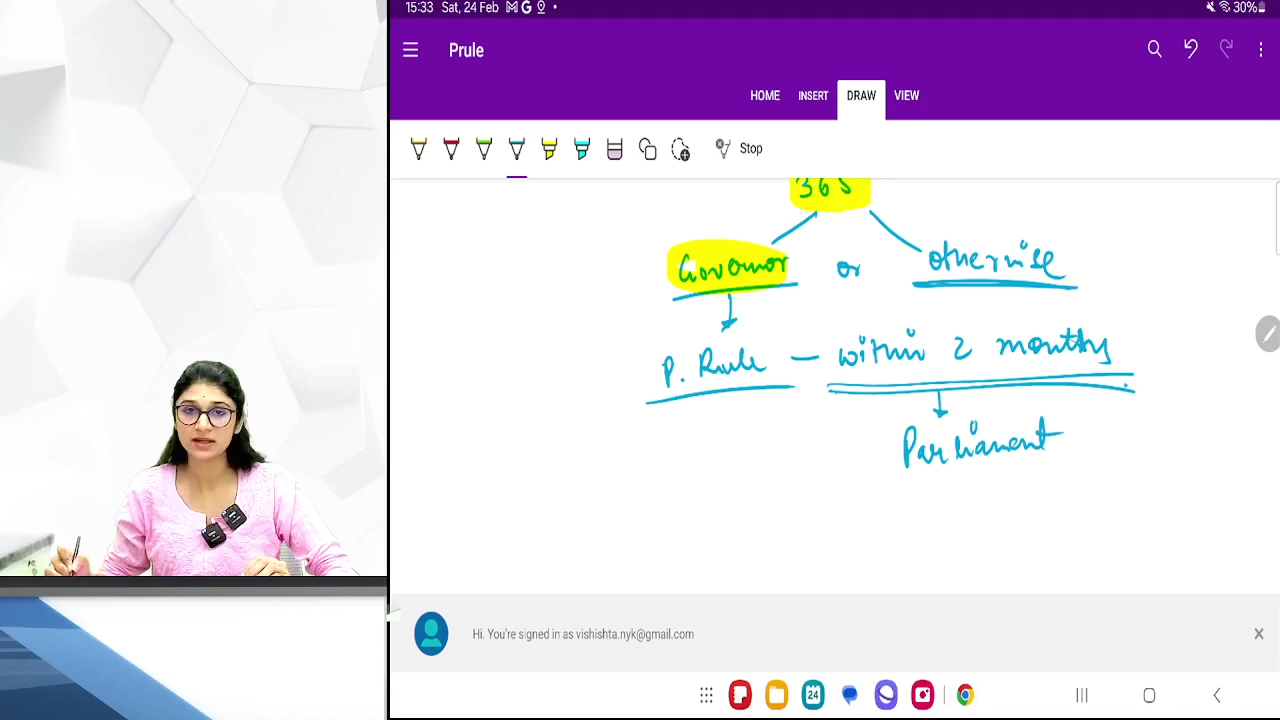 15:33 Sat, 24 Feb
30%
Prule
HOME INSERT DRAW VIEW
Stop
365
Governor or otherwise
P. Rule — within 2 months
Parliament
Hi. You're signed in as vishishta.nyk@gmail.com
24